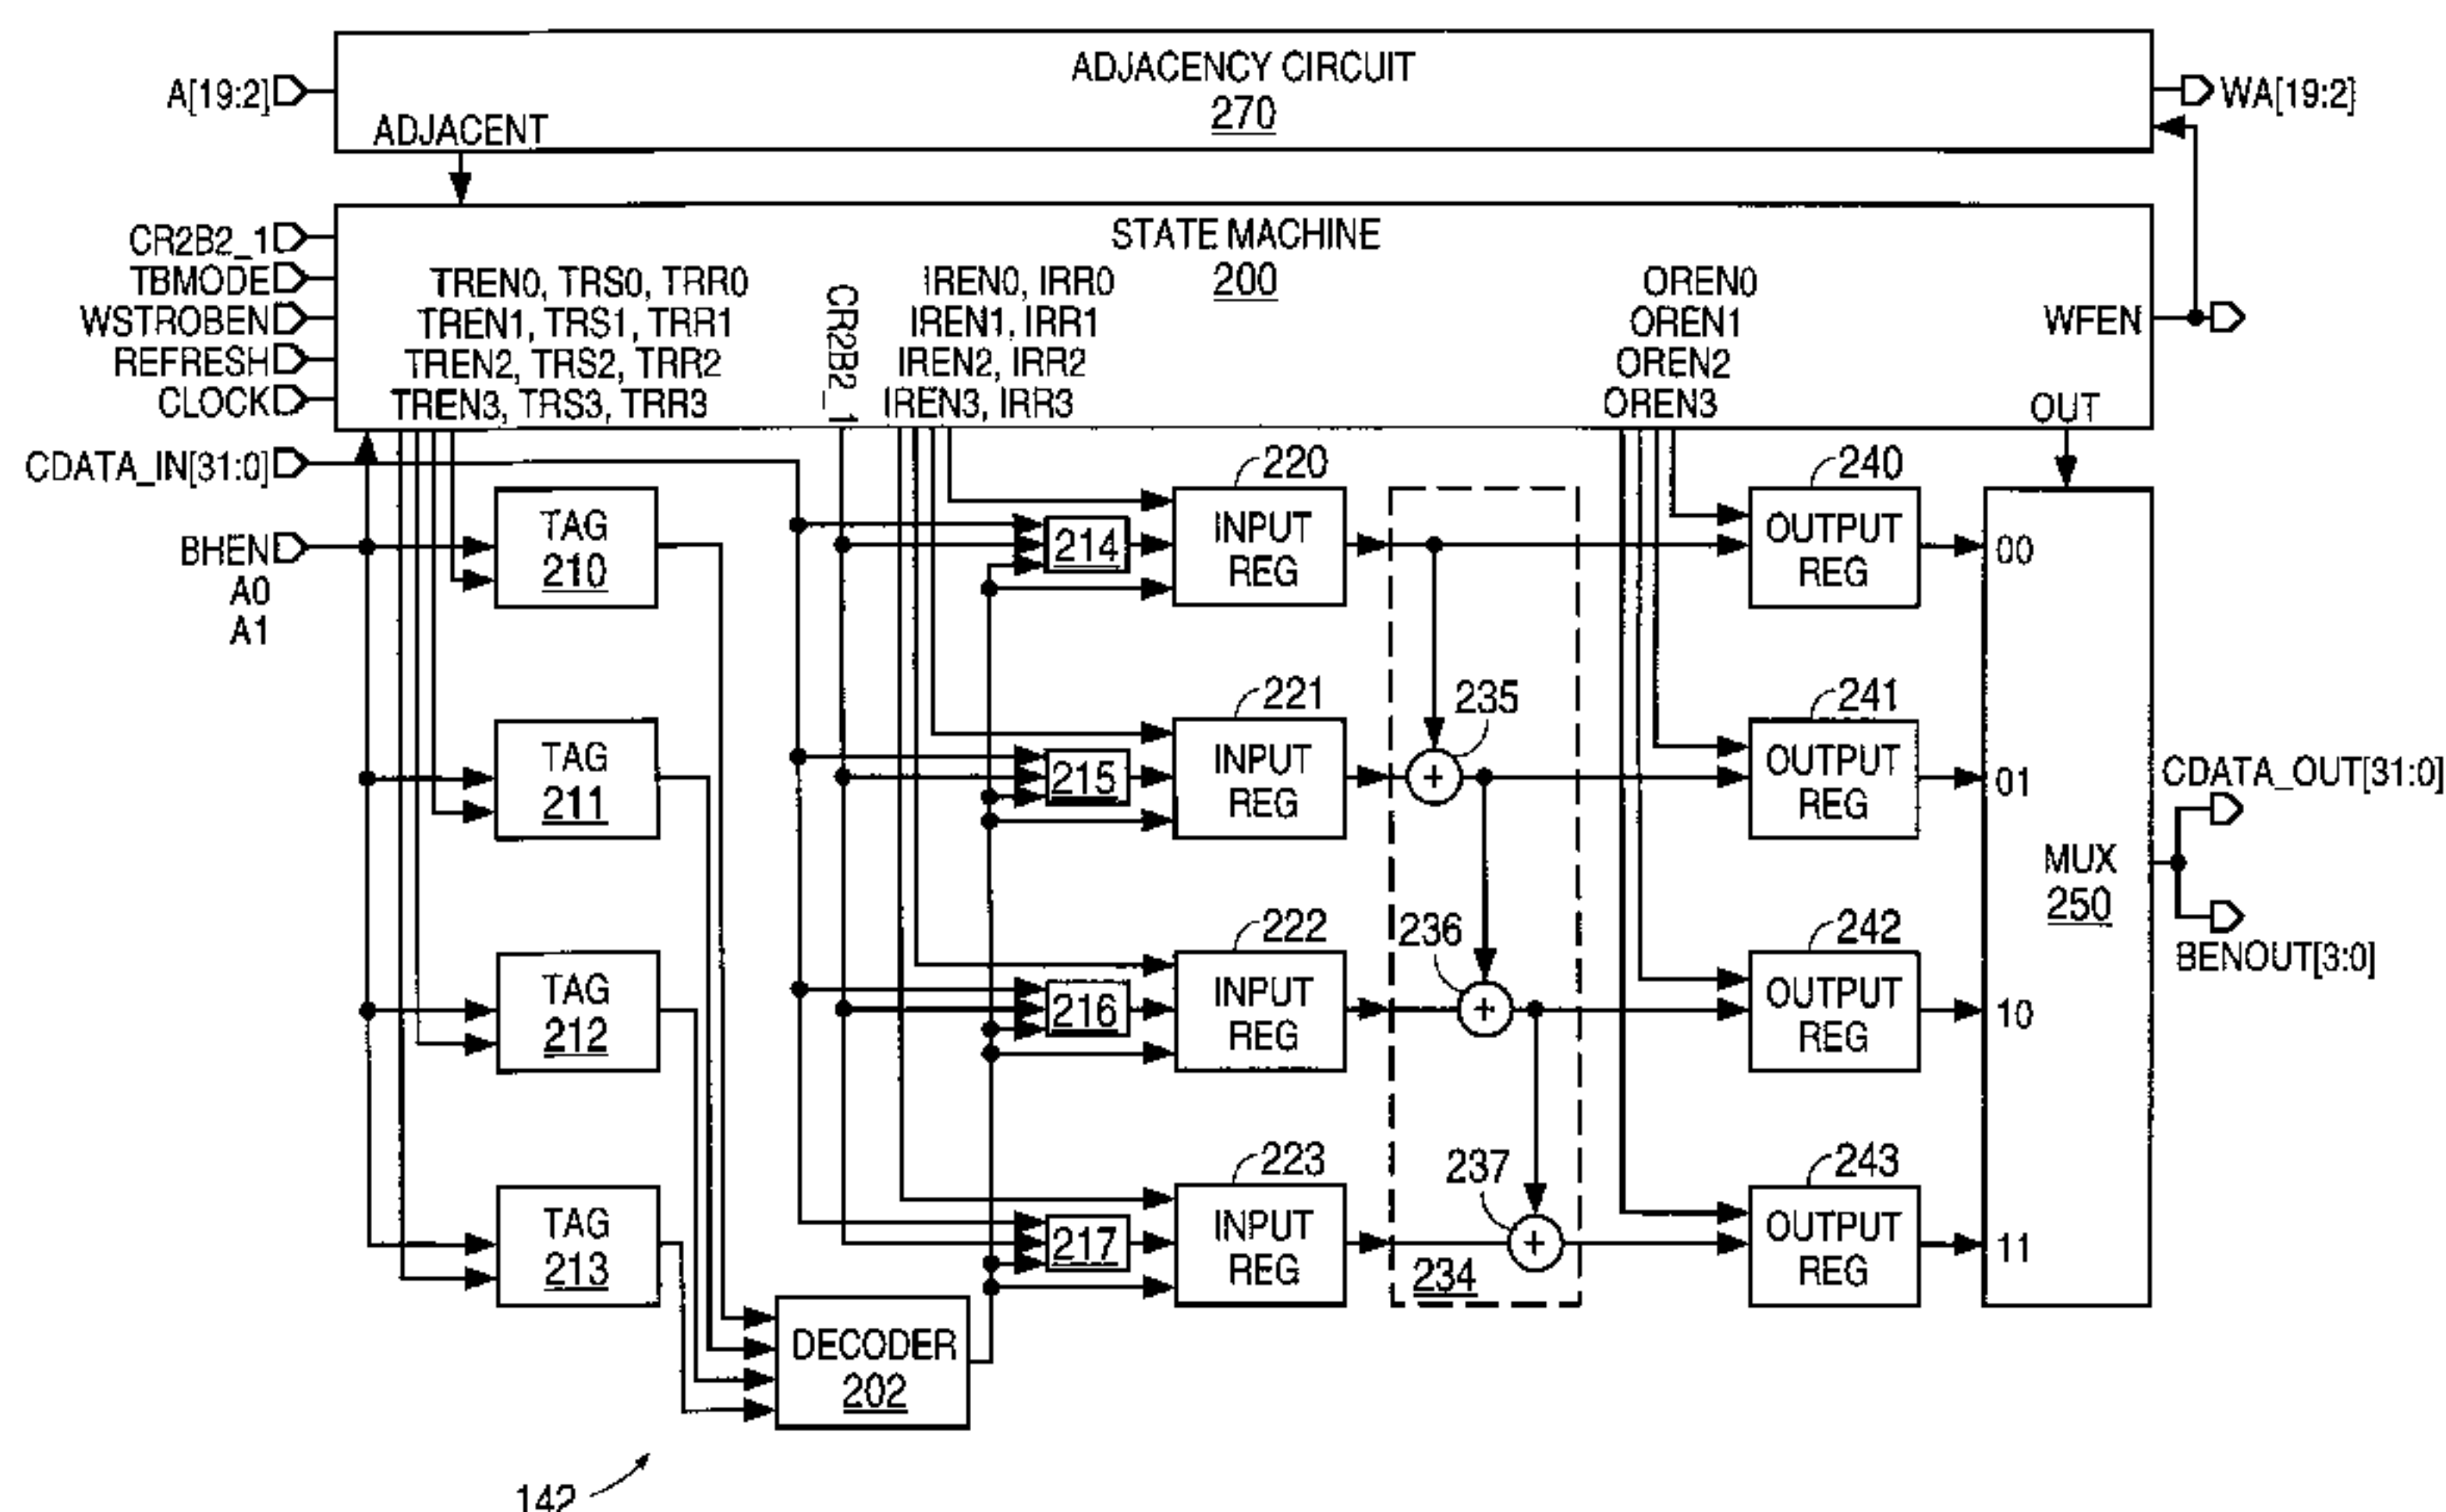 ADJACENCY CIRCUIT
270
A[19:2]
WA[19:2]
ADJACENT
STATE MACHINE
200
CR2B2_1
TBMODE
WSTROBEN
REFRESH
CLOCK
TREN0, TRS0, TRR0
TREN1, TRS1, TRR1
TREN2, TRS2, TRR2
TREN3, TRS3, TRR3
CR2B2_1
IREN0, IRR0
IREN1, IRR1
IREN2, IRR2
IREN3, IRR3
OREN0
OREN1
OREN2
OREN3
WFEN
OUT
CDATA_IN[31:0]
BHEN
A0
A1
TAG
210
214
220
INPUT
REG
240
OUTPUT
REG
00
TAG
211
215
221
INPUT
REG
235
+
241
OUTPUT
REG
01
MUX
250
CDATA_OUT[31:0]
BENOUT[3:0]
TAG
212
216
222
INPUT
REG
236
+
242
OUTPUT
REG
10
TAG
213
217
223
INPUT
REG
237
+
234
243
OUTPUT
REG
11
DECODER
202
142